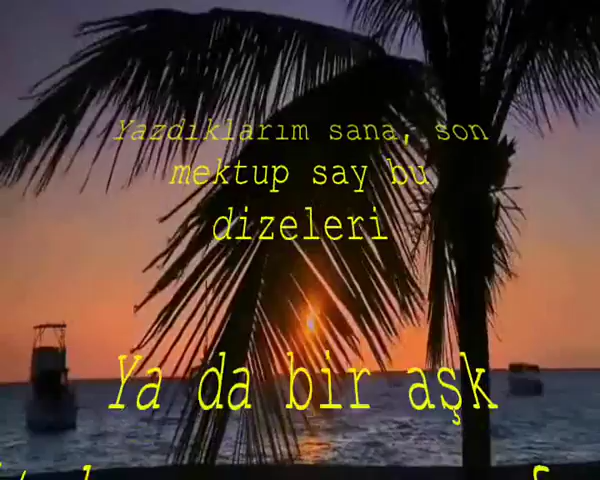 Yazdıklarım sana, son
mektup say bu
dizeleri
Ya da bir aşk